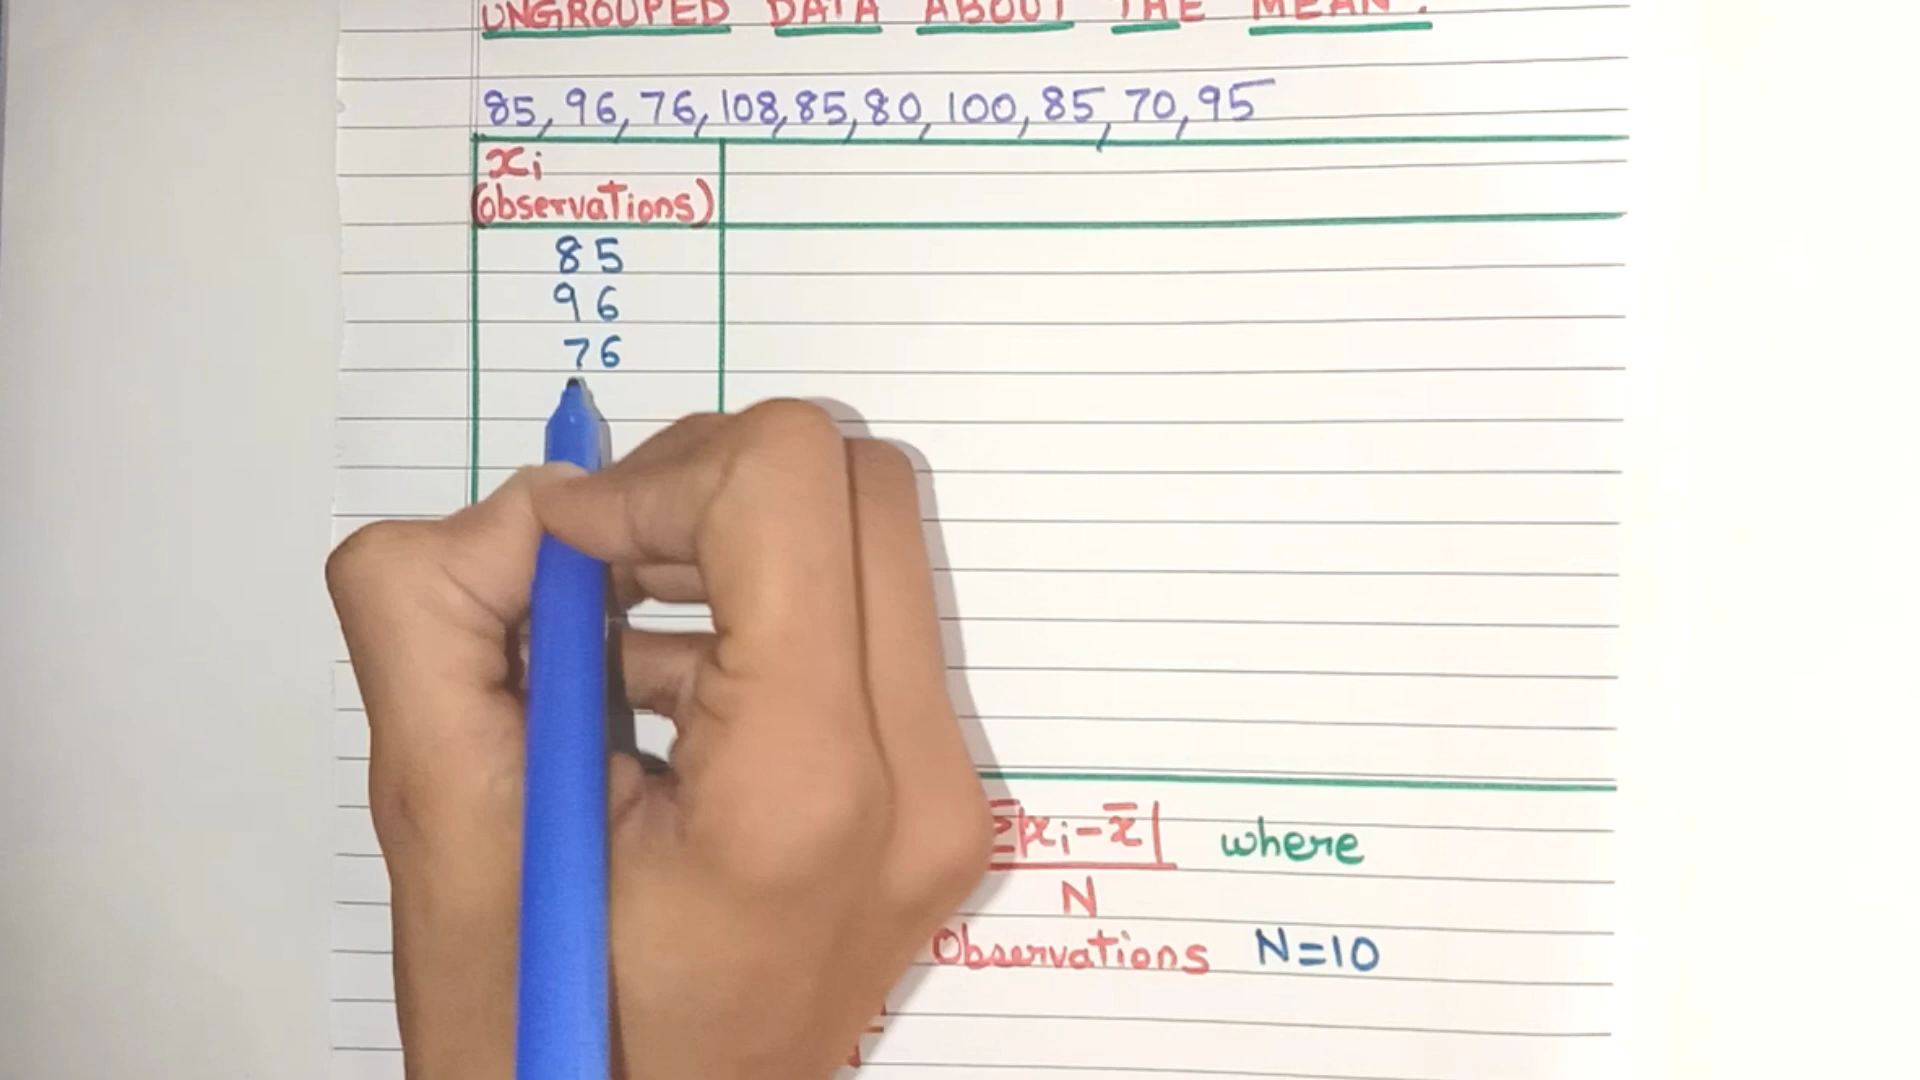 UNGROUPED DATA ABOUT THE MEAN.
85, 96, 76, 108, 85, 80, 100, 85, 70, 95
xi
(observations)
85
96
76
Σ|xi-x̄| where
N
Observations N=10